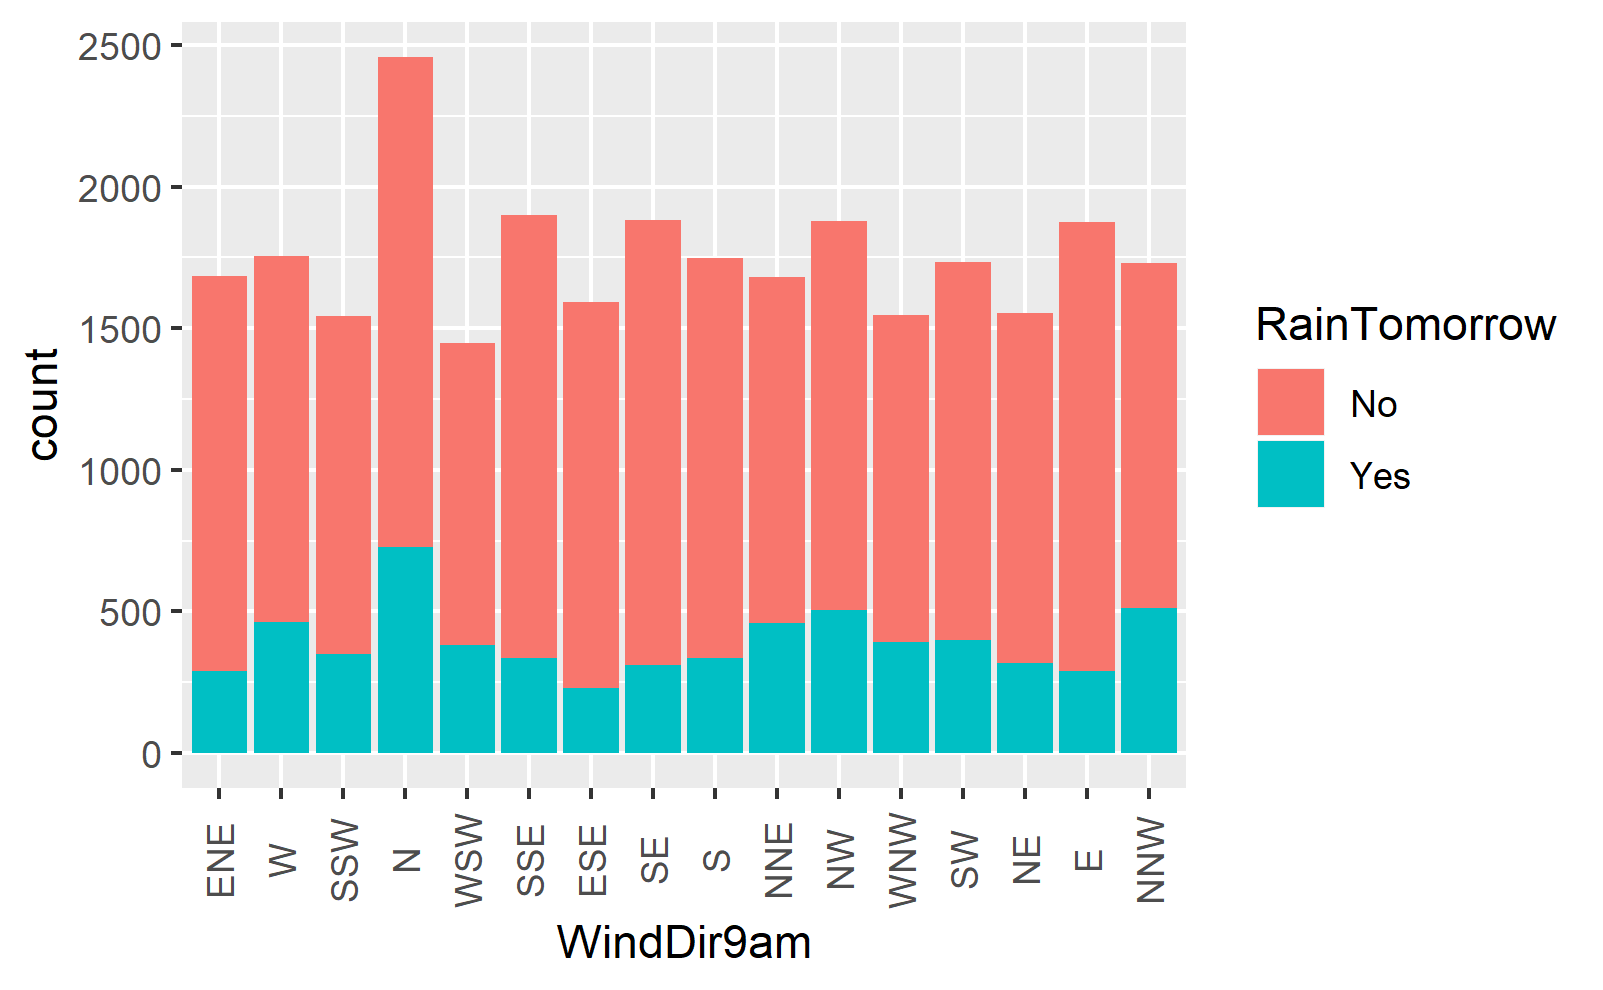 2500
2000
1500
1000
500
0
count
ENE
W
SSW
N
WSW
SSE
ESE
SE
S
NNE
NW
WNW
SW
NE
E
NNW
WindDir9am
RainTomorrow
No
Yes